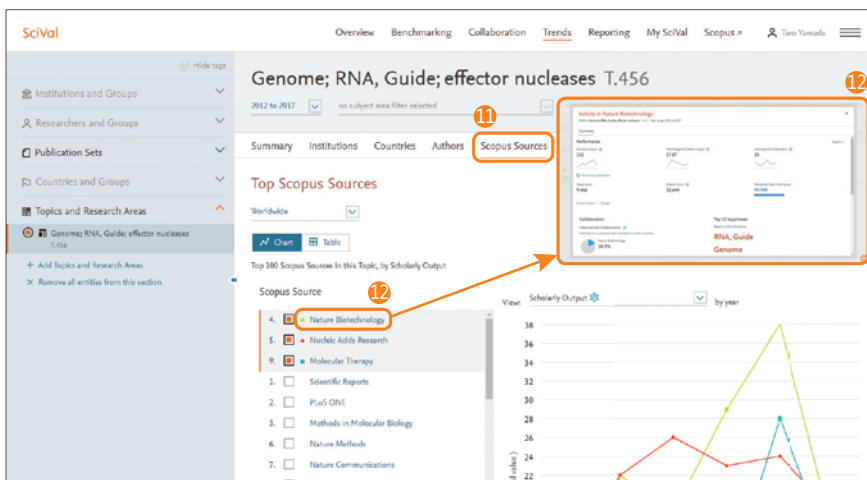 SciVal
Overview Benchmarking Collaboration Trends Reporting My SciVal Scopus Taro Yamada
Hide tags
Institutions and Groups
Researchers and Groups
Publication Sets
Countries and Groups
Topics and Research Areas
Genome; RNA, Guide; effector nucleases
T.456
+ Add Topics and Research Areas
× Remove all entities from this section
Genome; RNA, Guide; effector nucleases T.456
2012 to 2017 no subject area filter selected
11
Summary Institutions Countries Authors Scopus Sources
Top Scopus Sources
Worldwide
Chart Table
Top 100 Scopus Sources in this Topic, by Scholarly Output
Scopus Source
12
4. Nature Biotechnology
5. Nucleic Acids Research
9. Molecular Therapy
1. Scientific Reports
2. PLoS ONE
3. Methods in Molecular Biology
6. Nature Methods
7. Nature Communications
12
Activity in Nature Biotechnology
Summary
Performance
Collaboration
International Collaboration
Nature Biotechnology
Top 10 keyphrases
RNA, Guide
Genome
View: Scholarly Output by year
38
36
34
32
30
28
26
24
22